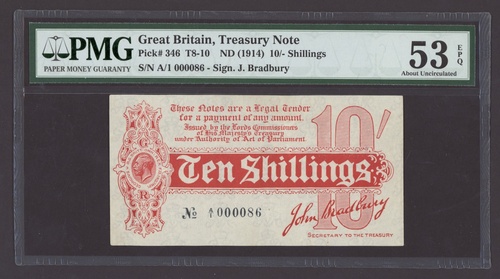 PMG
PAPER MONEY GUARANTY
Great Britain, Treasury Note
Pick# 346 T8-10 ND (1914) 10/- Shillings
S/N A/1 000086 - Sign. J. Bradbury
53 EPQ
About Uncirculated
These Notes are a Legal Tender
for a payment of any amount.
Issued by the Lords Commissioners
of His Majesty's Treasury
under Authority of Act of Parliament.
10/
G
R
Ten Shillings
No A/1 000086
John Bradbury
10
SECRETARY TO THE TREASURY